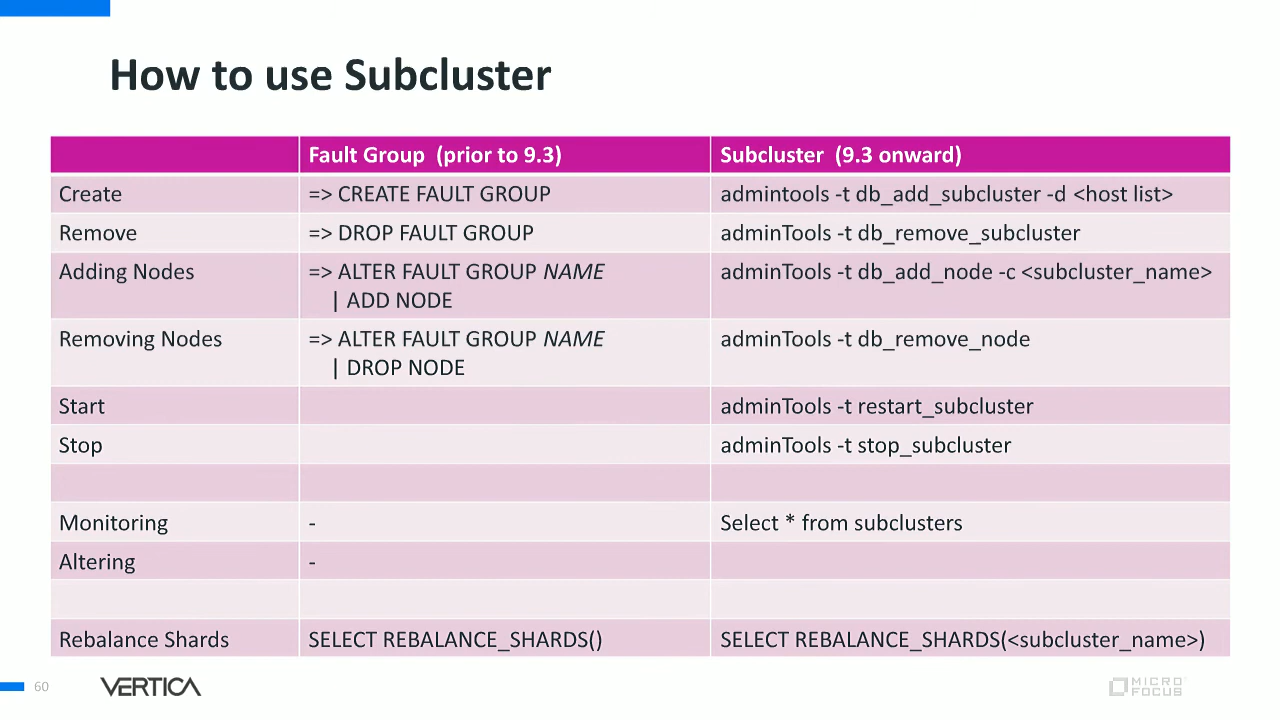 How to use Subcluster
Fault Group (prior to 9.3)
Subcluster (9.3 onward)
Create
=> CREATE FAULT GROUP
admintools -t db_add_subcluster -d <host list>
Remove
=> DROP FAULT GROUP
adminTools -t db_remove_subcluster
Adding Nodes
=> ALTER FAULT GROUP NAME
| ADD NODE
adminTools -t db_add_node -c <subcluster_name>
Removing Nodes
=> ALTER FAULT GROUP NAME
| DROP NODE
adminTools -t db_remove_node
Start
adminTools -t restart_subcluster
Stop
adminTools -t stop_subcluster
Monitoring
-
Select * from subclusters
Altering
-
Rebalance Shards
SELECT REBALANCE_SHARDS()
SELECT REBALANCE_SHARDS(<subcluster_name>)
60
VERTICA
MICRO
FOCUS